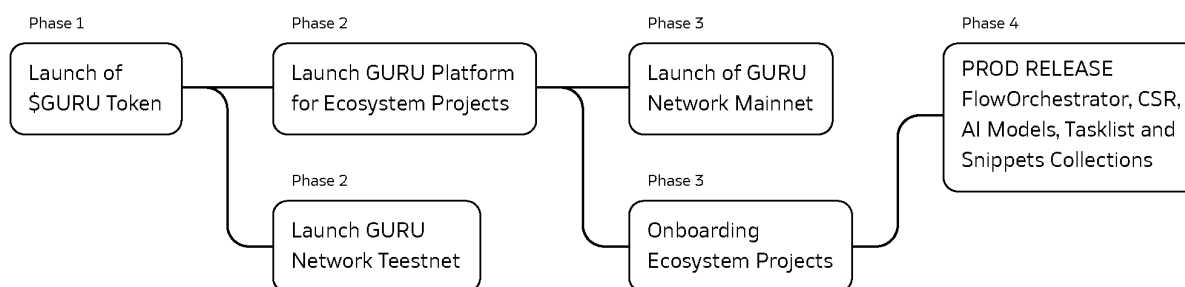 Phase 1
Launch of
$GURU Token
Phase 2
Launch GURU Platform
for Ecosystem Projects
Phase 2
Launch GURU
Network Teestnet
Phase 3
Launch of GURU
Network Mainnet
Phase 3
Onboarding
Ecosystem Projects
Phase 4
PROD RELEASE
FlowOrchestrator, CSR,
AI Models, Tasklist and
Snippets Collections